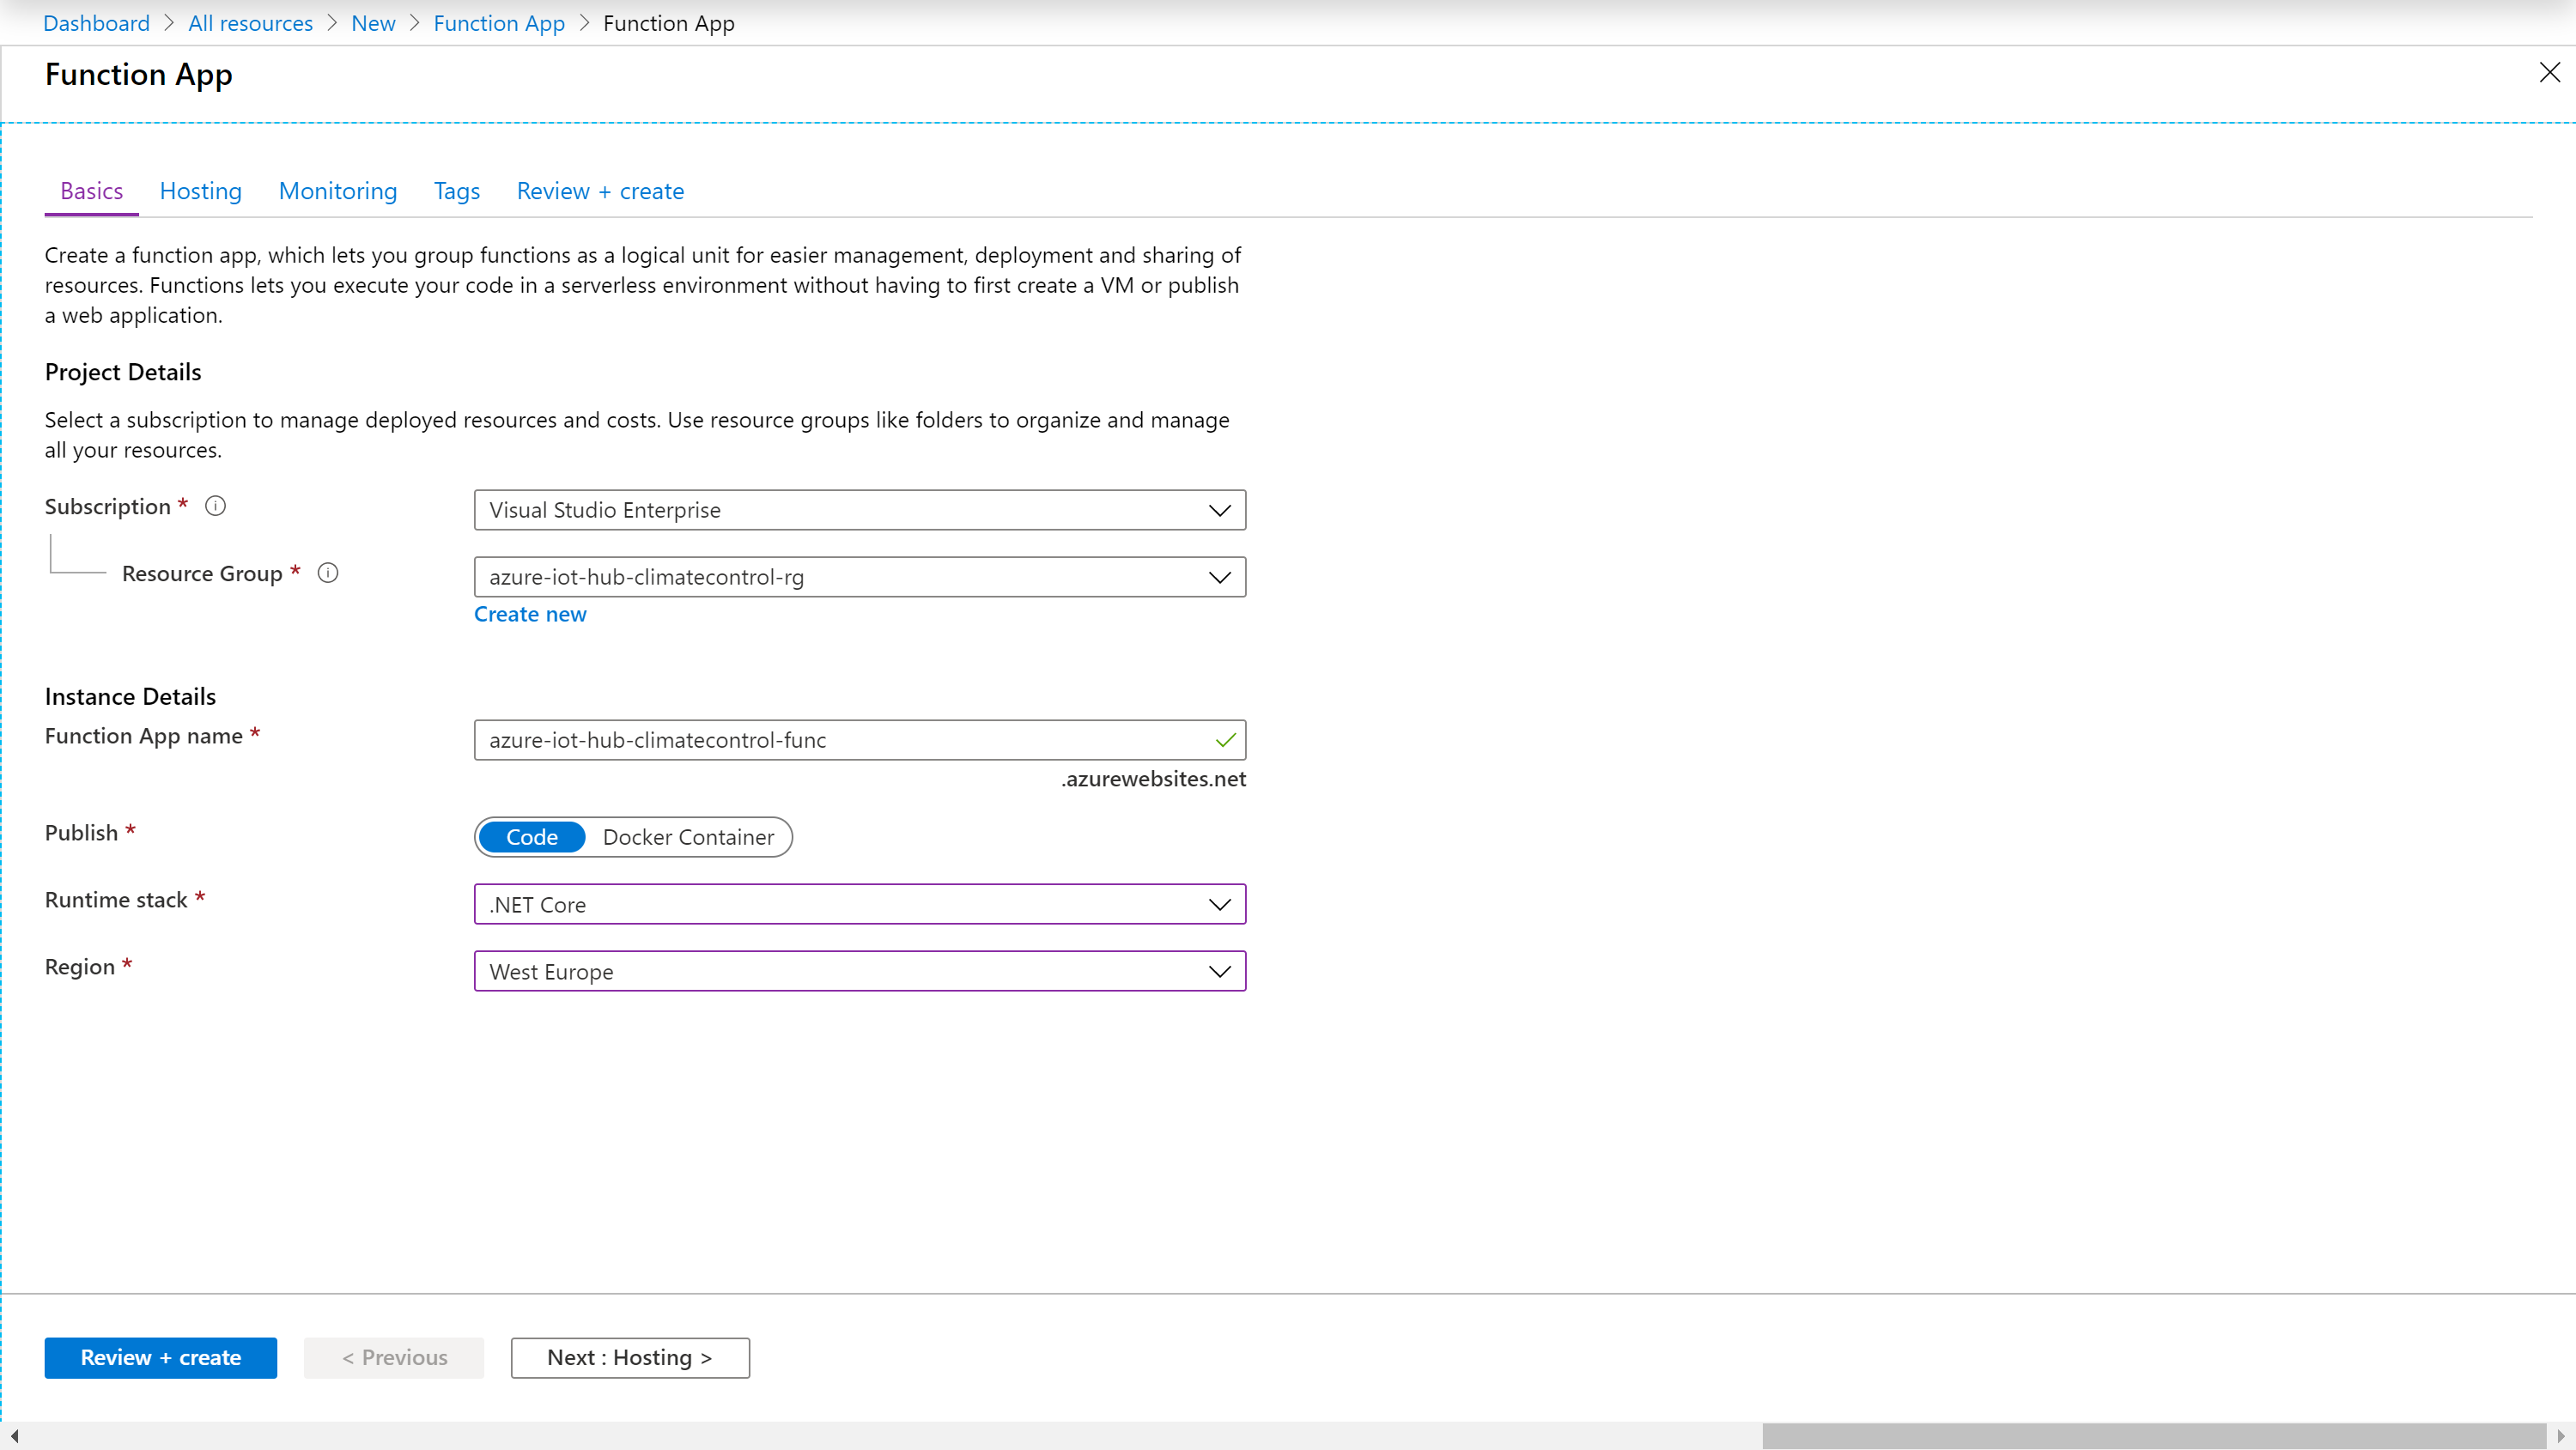 Dashboard > All resources > New > Function App > Function App
Function App
Basics Hosting Monitoring Tags Review + create
Create a function app, which lets you group functions as a logical unit for easier management, deployment and sharing of
resources. Functions lets you execute your code in a serverless environment without having to first create a VM or publish
a web application.
Project Details
Select a subscription to manage deployed resources and costs. Use resource groups like folders to organize and manage
all your resources.
Subscription * Visual Studio Enterprise
Resource Group * azure-iot-hub-climatecontrol-rg
Create new
Instance Details
Function App name * azure-iot-hub-climatecontrol-func
.azurewebsites.net
Publish * Code Docker Container
Runtime stack * .NET Core
Region * West Europe
Review + create < Previous Next : Hosting >